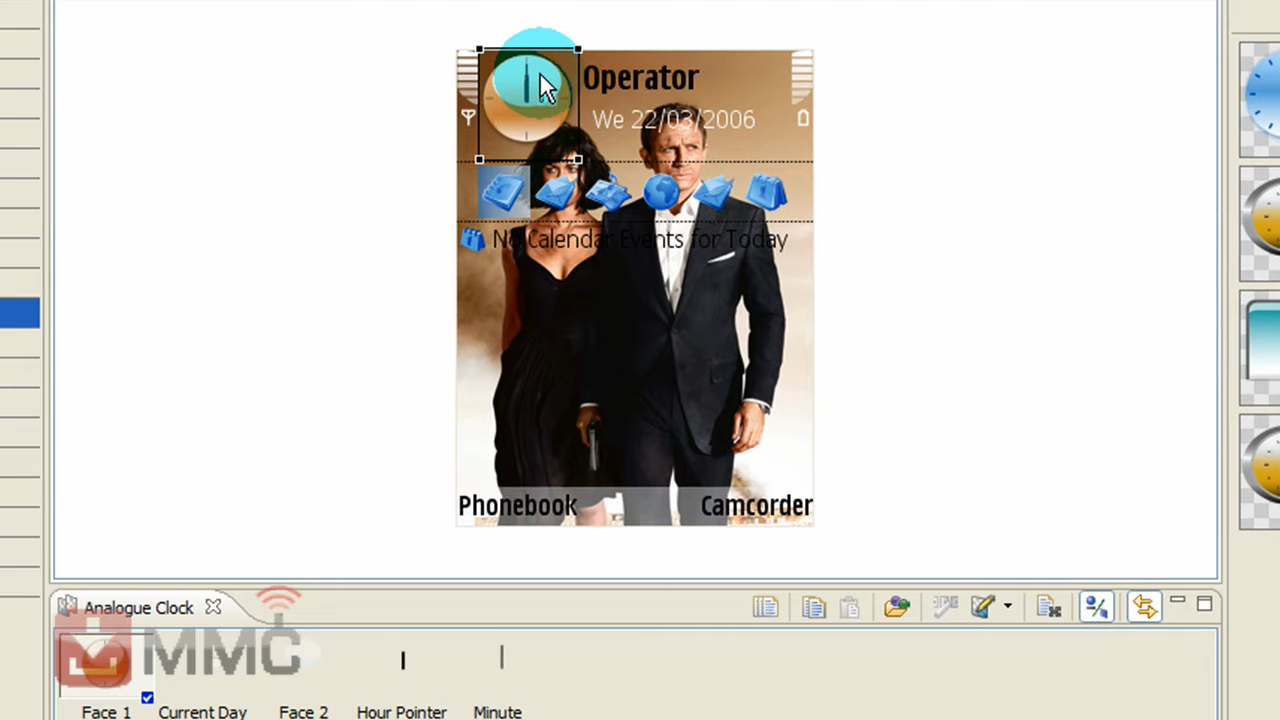 Operator
We 22/03/2006
No Calendar Events for Today
Phonebook
Camcorder
Analogue Clock
MMC
Face 1
Current Day
Face 2
Hour Pointer
Minute